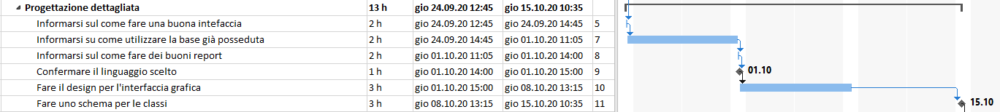 Progettazione dettagliata 13 h gio 24.09.20 12:45 gio 15.10.20 10:35
Informarsi sul come fare una buona intefaccia 2 h gio 24.09.20 12:45 gio 24.09.20 14:45 5
Informarsi su come utilizzare la base già posseduta 2 h gio 24.09.20 14:45 gio 01.10.20 11:05 7
Informarsi sul come fare dei buoni report 2 h gio 01.10.20 11:05 gio 01.10.20 14:00 8
Confermare il linguaggio scelto 1 h gio 01.10.20 14:00 gio 01.10.20 15:00 9 01.10
Fare il design per l'interfaccia grafica 3 h gio 01.10.20 15:00 gio 08.10.20 13:15 10
Fare uno schema per le classi 3 h gio 08.10.20 13:15 gio 15.10.20 10:35 11 15.10